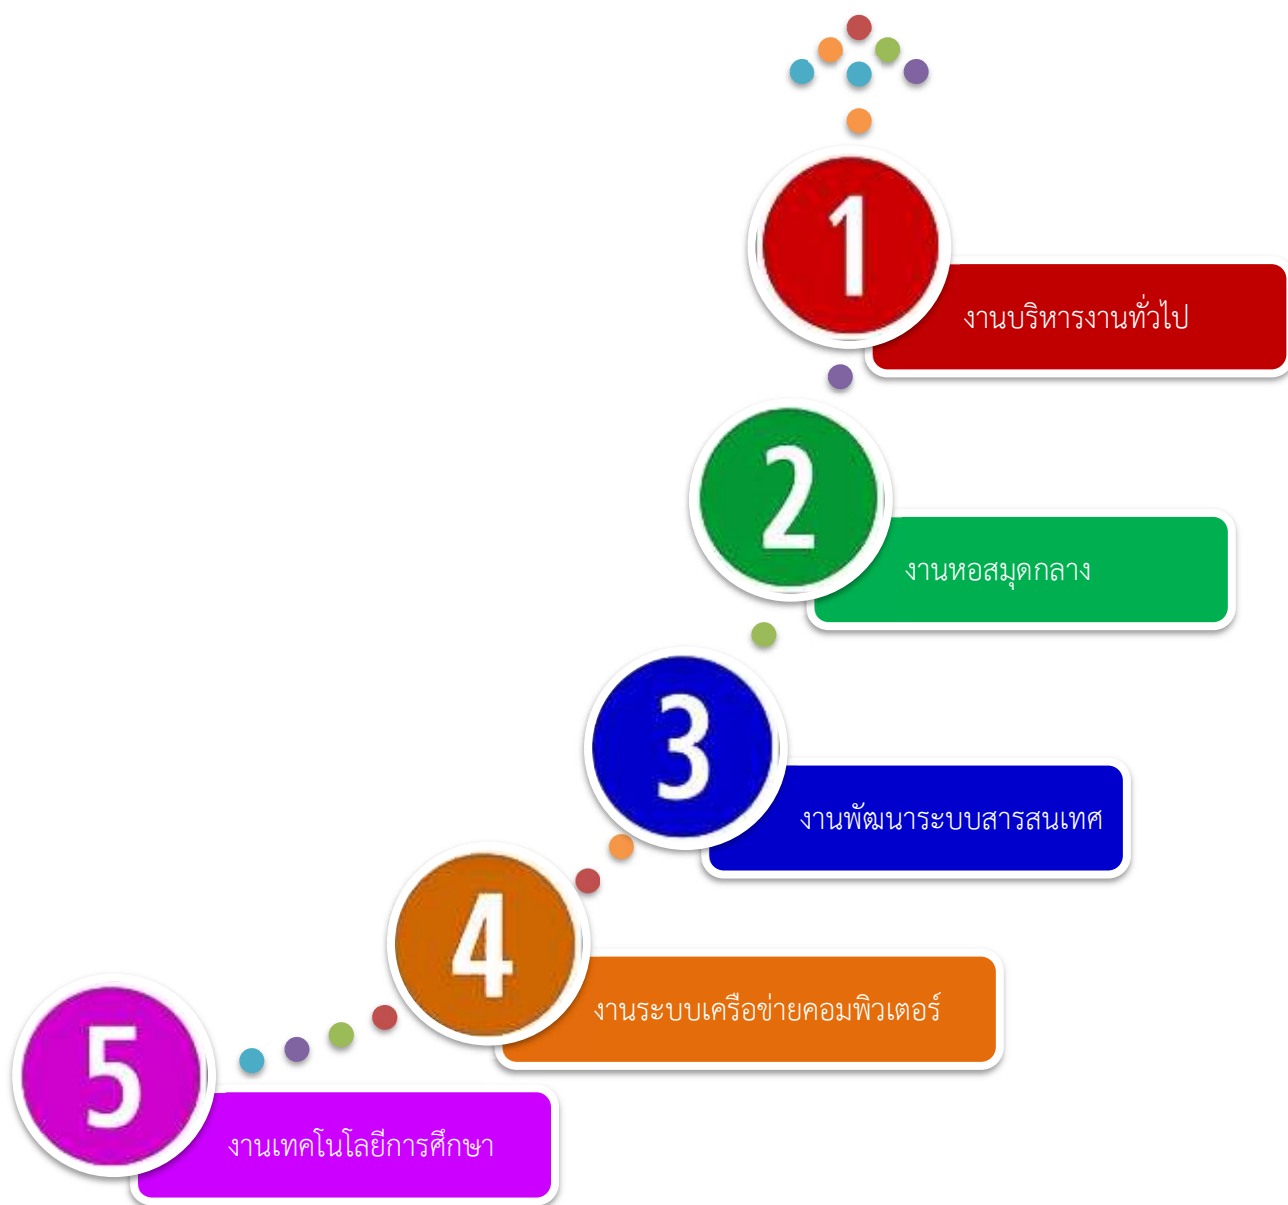 1
งานบริหารงานทั่วไป
2
งานหอสมุดกลาง
3
งานพัฒนาระบบสารสนเทศ
4
งานระบบเครือข่ายคอมพิวเตอร์
5
งานเทคโนโลยีการศึกษา